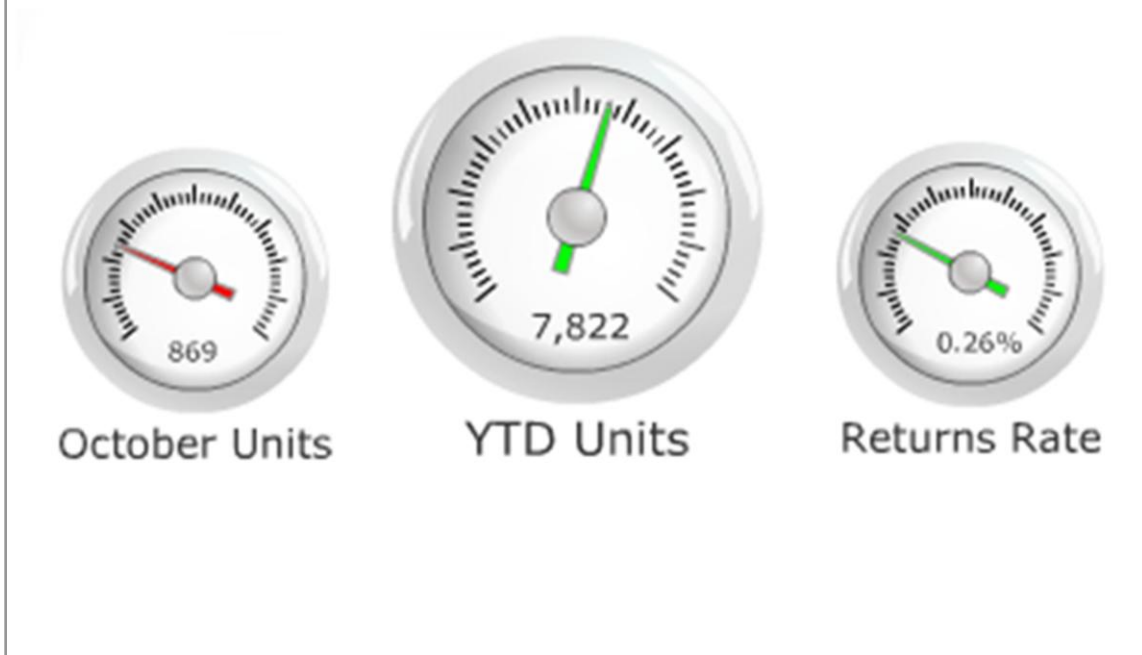 869
October Units
7,822
YTD Units
0.26%
Returns Rate